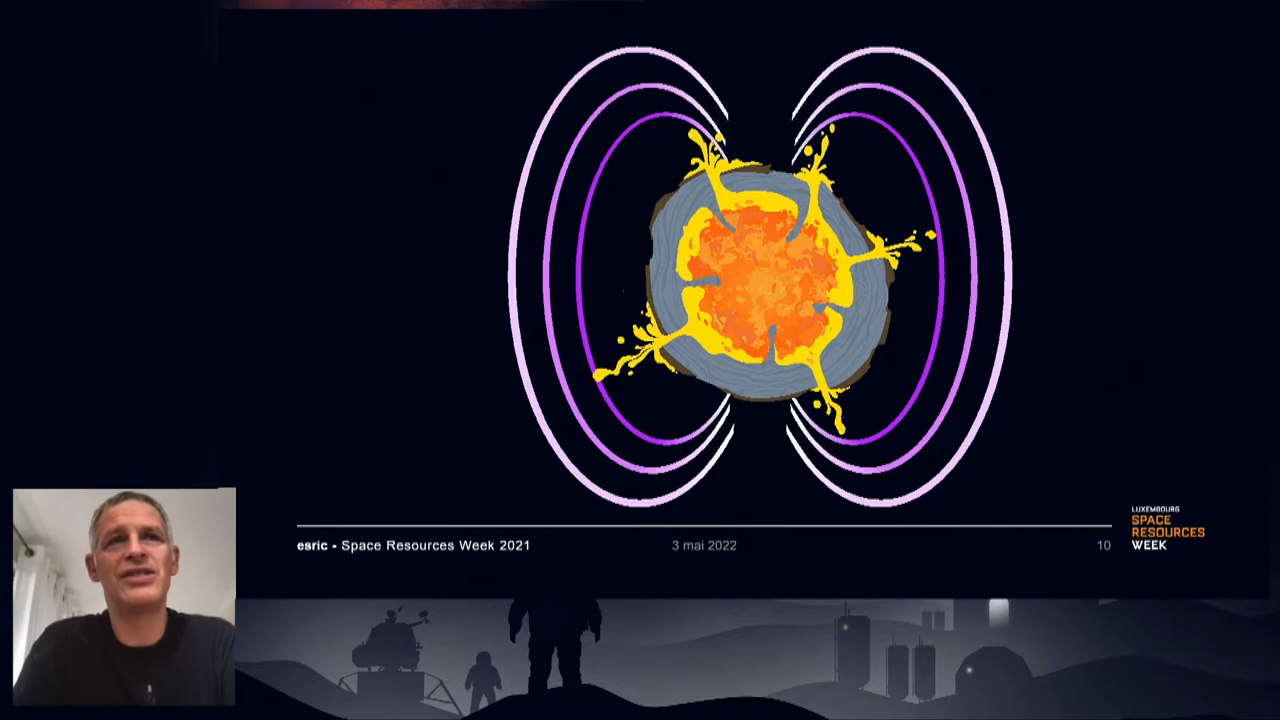 esric - Space Resources Week 2021
3 mai 2022
10
LUXEMBOURG
SPACE
RESOURCES
WEEK